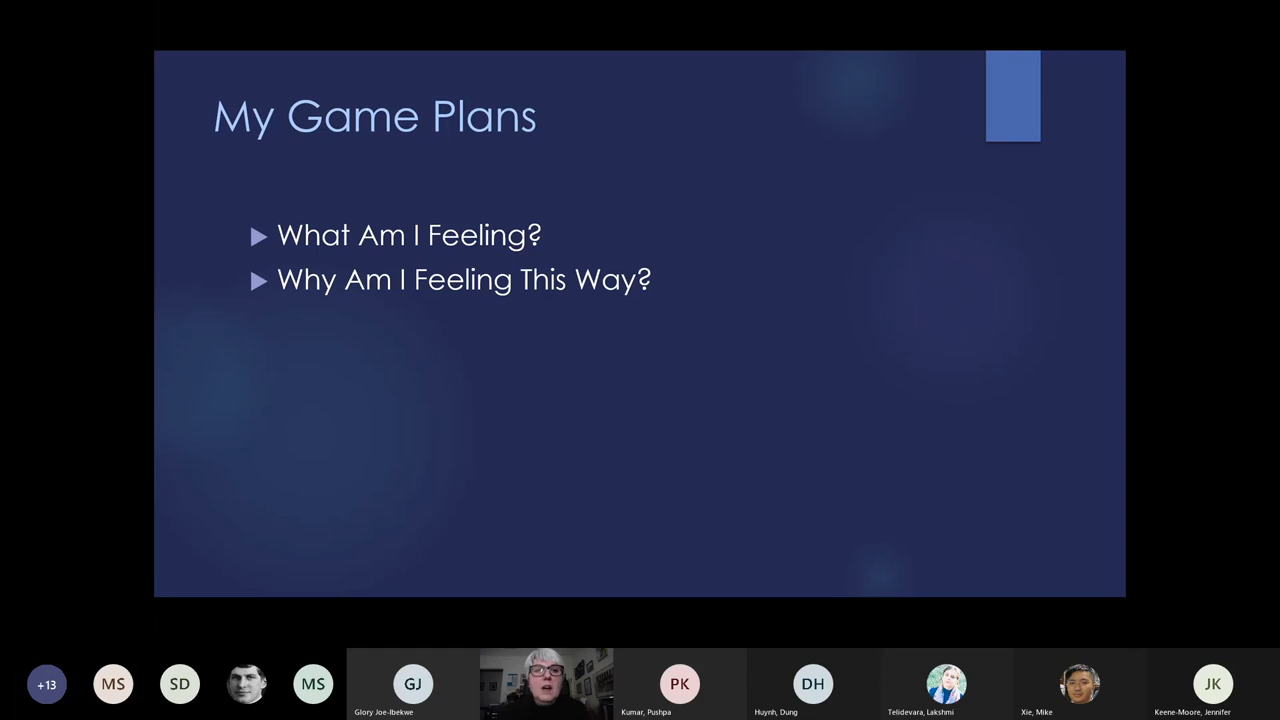 My Game Plans
What Am I Feeling?
Why Am I Feeling This Way?
+13
MS
SD
MS
GJ
PK
DH
JK
Glory Joe-Ibekwe
Kumar, Pushpa
Huynh, Dung
Telidevara, Lakshmi
Xie, Mike
Keene-Moore, Jennifer